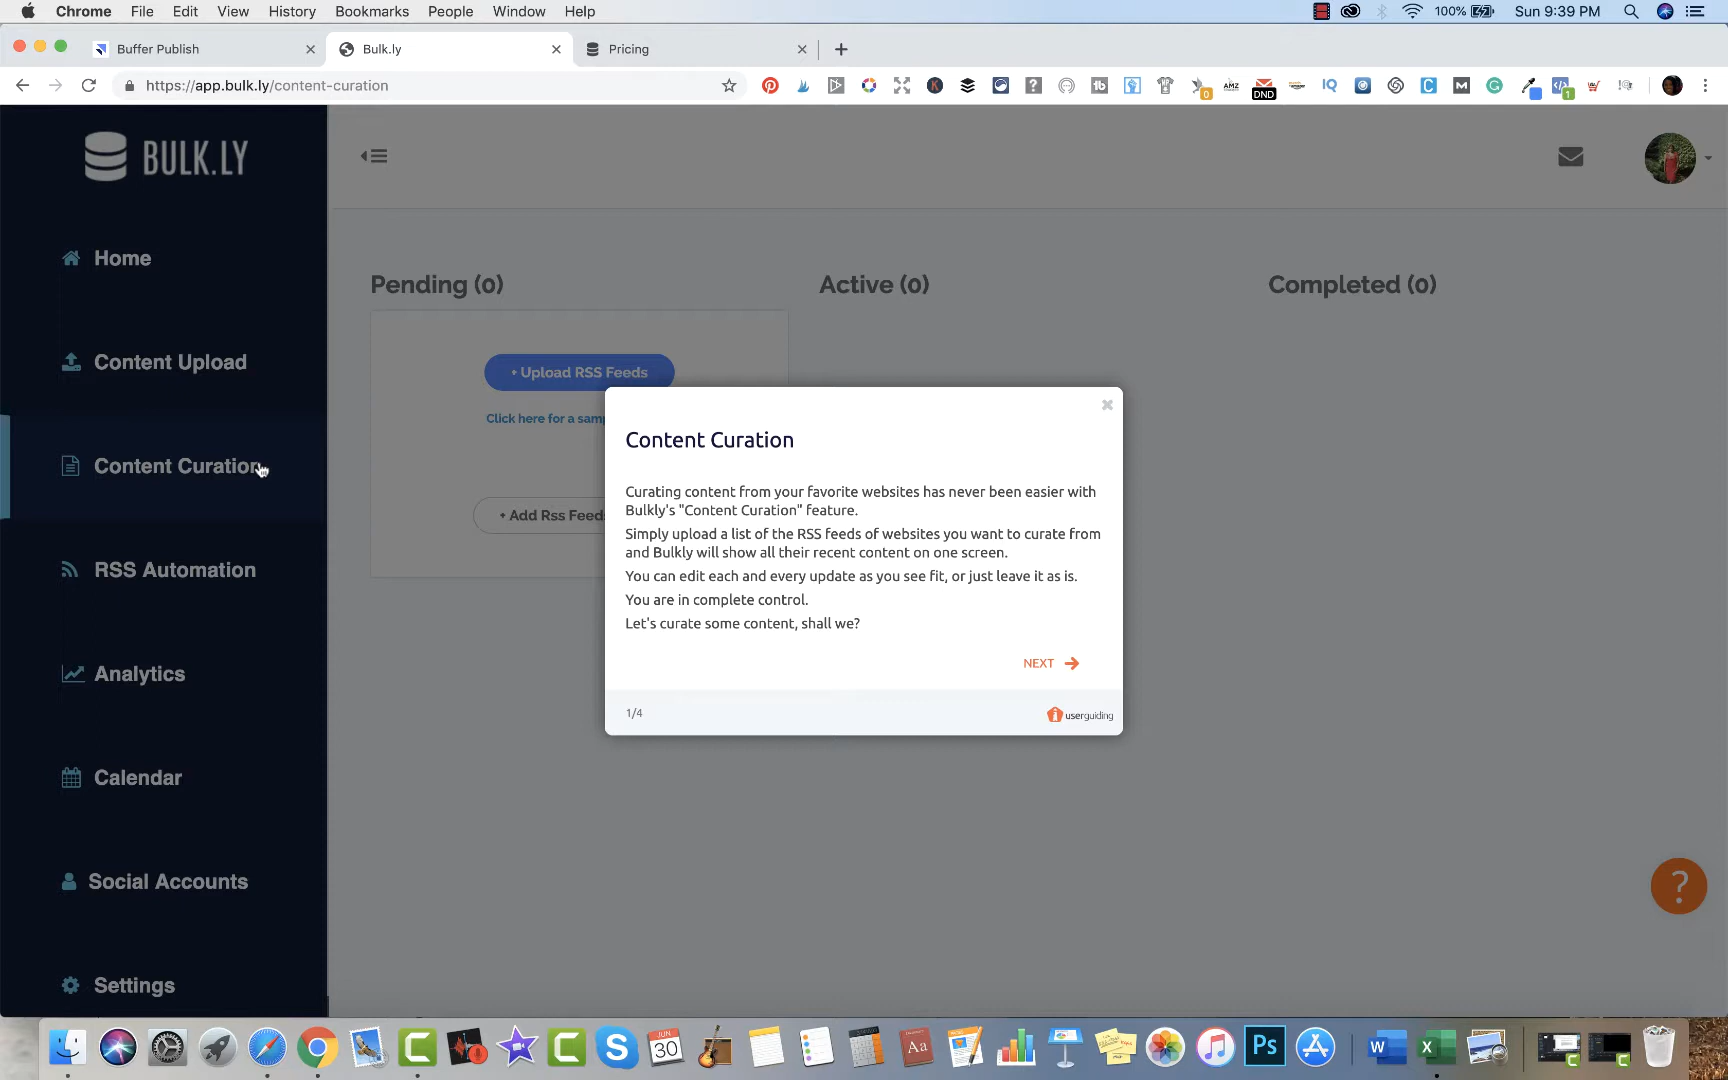 Chrome File Edit View History Bookmarks People Window Help
100% Sun 9:39 PM
Buffer Publish
Bulk.ly
Pricing
https://app.bulk.ly/content-curation
DND
BULK.LY
Home
Content Upload
Content Curation
RSS Automation
Analytics
Calendar
Social Accounts
Settings
Pending (0)
Active (0)
Completed (0)
+ Upload RSS Feeds
Click here for a sam
+ Add Rss Feed
Content Curation
Curating content from your favorite websites has never been easier with
Bulkly's "Content Curation" feature.
Simply upload a list of the RSS feeds of websites you want to curate from
and Bulkly will show all their recent content on one screen.
You can edit each and every update as you see fit, or just leave it as is.
You are in complete control.
Let's curate some content, shall we?
NEXT
1/4
userguiding
?
JUN
30
Aa
Ps
W
X